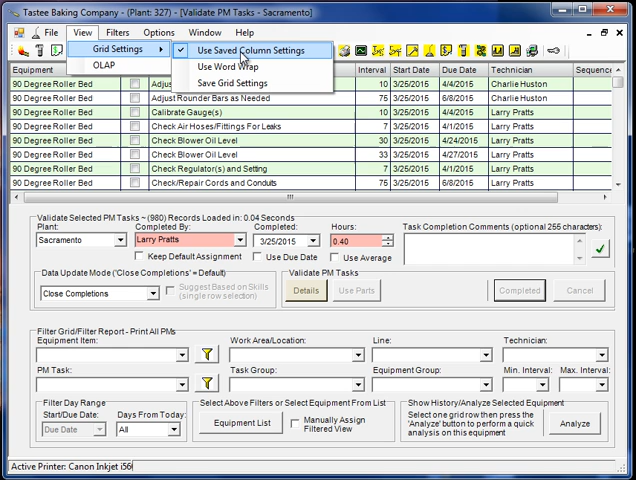 Tastee Baking Company - (Plant: 327) - [Validate PM Tasks - Sacramento]
File View Filters Options Window Help
Grid Settings
OLAP
Use Saved Column Settings
Use Word Wrap
Save Grid Settings
Equipment Interval Start Date Due Date Technician Sequence
90 Degree Roller Bed Adju 10 3/25/2015 4/4/2015 Charlie Huston
90 Degree Roller Bed Adjust Rounder Bars as Needed 75 3/25/2015 6/8/2015 Charlie Huston
90 Degree Roller Bed Calibrate Gauge(s) 10 3/25/2015 4/4/2015 Larry Pratts
90 Degree Roller Bed Check Air Hoses/Fittings For Leaks 7 3/25/2015 4/1/2015 Larry Pratts
90 Degree Roller Bed Check Blower Oil Level 30 3/25/2015 4/24/2015 Larry Pratts
90 Degree Roller Bed Check Blower Oil Level 33 3/25/2015 4/27/2015 Larry Pratts
90 Degree Roller Bed Check Regulator(s) and Setting 7 3/25/2015 4/1/2015 Larry Pratts
90 Degree Roller Bed Check/Repair Cords and Conduits 75 3/25/2015 6/8/2015 Larry Pratts
Validate Selected PM Tasks ~ (980) Records Loaded in: 0.04 Seconds
Plant: Completed By: Completed: Hours: Task Completion Comments (optional 255 characters):
Sacramento Larry Pratts 3/25/2015 0.40
Keep Default Assignment Use Due Date Use Average
Data Update Mode ('Close Completions' = Default) Validate PM Tasks
Close Completions Suggest Based on Skills (single row selection) Details Use Parts Completed Cancel
Filter Grid/Filter Report - Print All PMs
Equipment Item: Work Area/Location: Line: Technician:
PM Task: Task Group: Equipment Group: Min. Interval: Max. Interval:
Filter Day Range Select Above Filters or Select Equipment From List Show History/Analyze Selected Equipment
Start/Due Date: Days From Today: Equipment List Manually Assign Filtered View Select one grid row then press the 'Analyze' button to perform a quick analysis on this equipment Analyze
Due Date All
Active Printer: Canon Inkjet i56